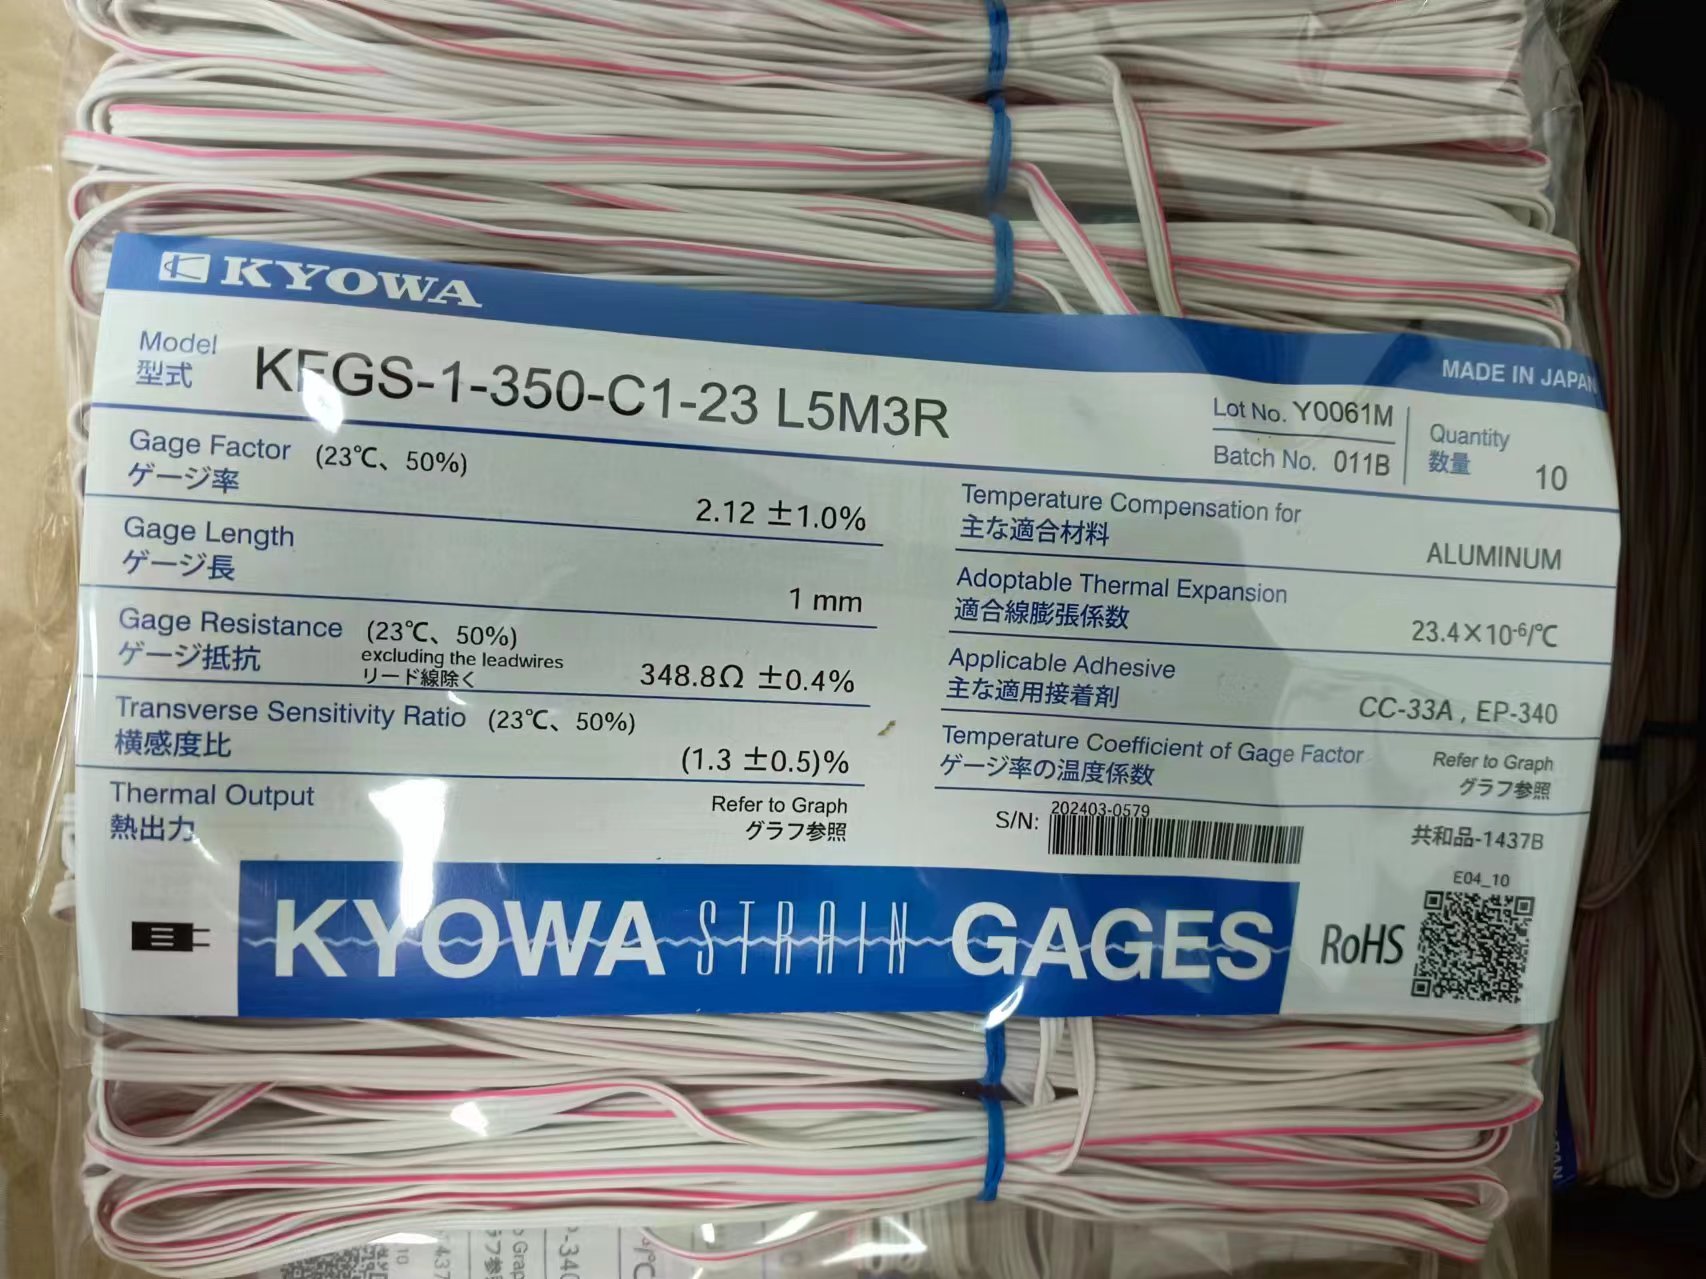 KYOWA
MADE IN JAPAN
Model
型式
KFGS-1-350-C1-23 L5M3R
Lot No. Y0061M
Batch No. 011B
Quantity
数量
10
Gage Factor (23℃、50%)
ゲージ率
2.12 ±1.0%
Gage Length
ゲージ長
1 mm
Gage Resistance (23℃、50%)
ゲージ抵抗
excluding the leadwires
リード線除く
348.8Ω ±0.4%
Transverse Sensitivity Ratio (23℃、50%)
横感度比
(1.3 ±0.5)%
Thermal Output
熱出力
Refer to Graph
グラフ参照
Temperature Compensation for
主な適合材料
ALUMINUM
Adoptable Thermal Expansion
適合線膨張係数
23.4×10⁻⁶/℃
Applicable Adhesive
主な適用接着剤
CC-33A , EP-340
Temperature Coefficient of Gage Factor
ゲージ率の温度係数
Refer to Graph
グラフ参照
S/N: 202403-0579
共和品-1437B
E04_10
KYOWA STRAIN GAGES
RoHS